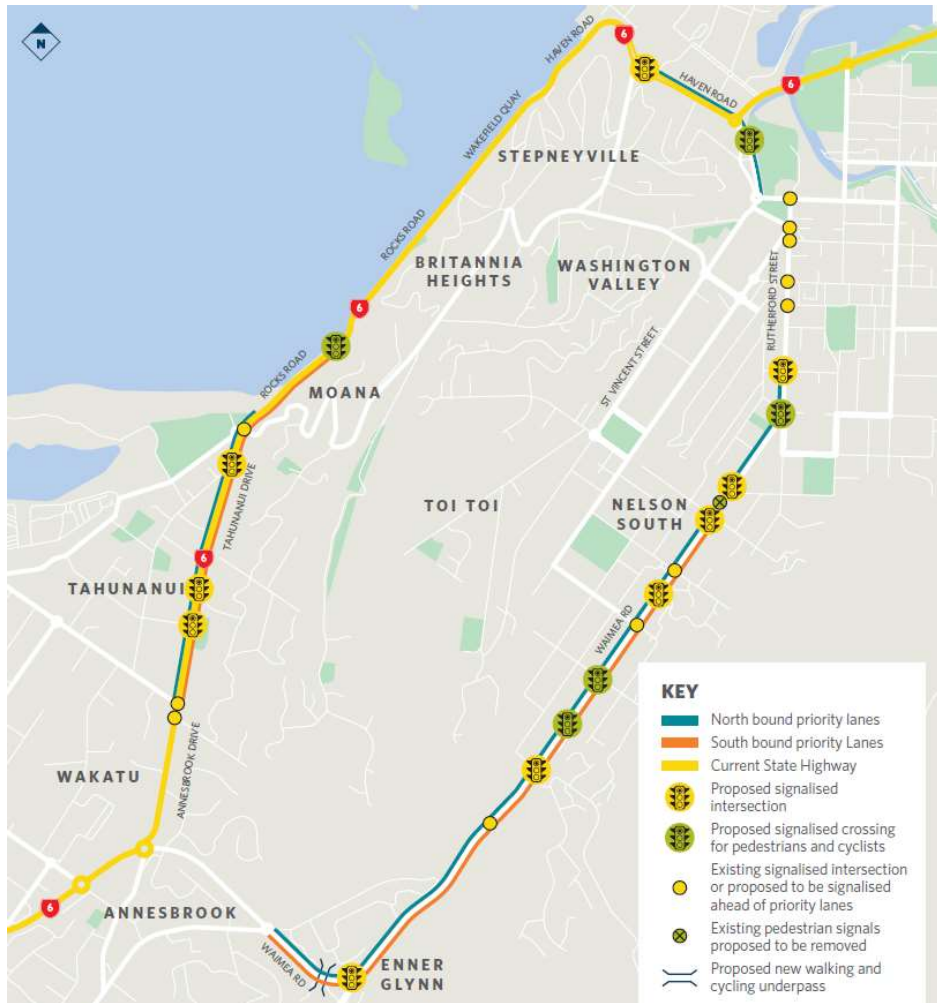 N
6
HAVEN ROAD
HAVEN ROAD
6
WAKEFIELD QUAY
STEPNEYVILLE
ROCKS ROAD
BRITANNIA
HEIGHTS
WASHINGTON
VALLEY
RUTHERFORD STREET
6
ST VINCENT STREET
ROCKS ROAD
MOANA
TAHUNANUI DRIVE
TOI TOI
NELSON
SOUTH
6
TAHUNANUI
WAIMEA RD
ANNESBROOK DRIVE
WAKATU
6
ANNESBROOK
WAIMEA RD
ENNER
GLYNN
KEY
North bound priority lanes
South bound priority Lanes
Current State Highway
Proposed signalised
intersection
Proposed signalised crossing
for pedestrians and cyclists
Existing signalised intersection
or proposed to be signalised
ahead of priority lanes
Existing pedestrian signals
proposed to be removed
Proposed new walking and
cycling underpass